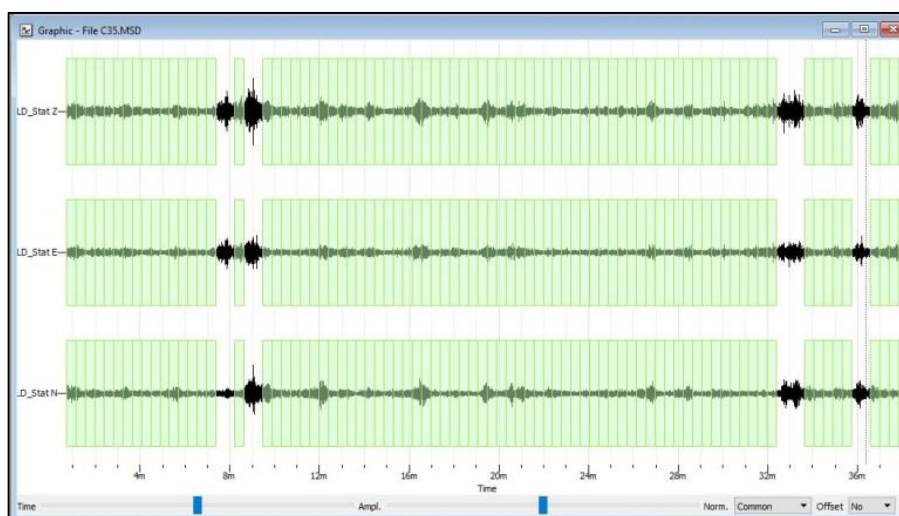 Graphic - File C35.MSD
LD_Stat Z
LD_Stat E
LD_Stat N
4m 8m 12m 16m 20m 24m 28m 32m 36m
Time
Time Ampl. Norm. Common Offset No